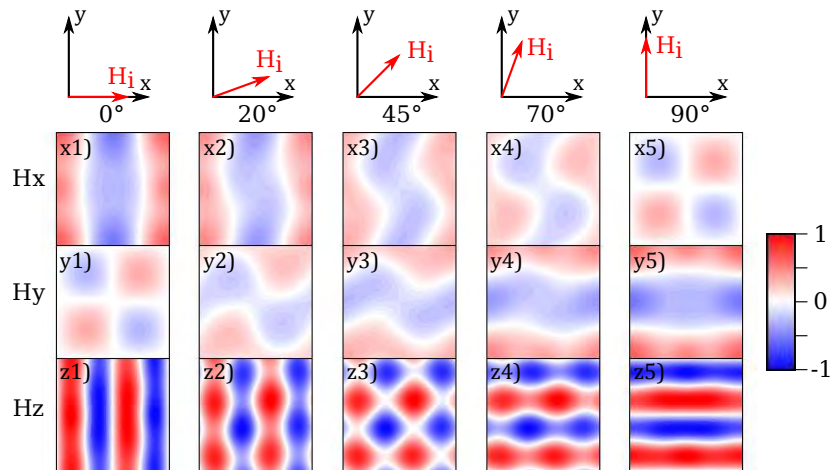 y y y y y
Hi Hi Hi Hi Hi
x x x x x
0° 20° 45° 70° 90°
Hx x1) x2) x3) x4) x5)
Hy y1) y2) y3) y4) y5)
Hz z1) z2) z3) z4) z5)
1
0
-1